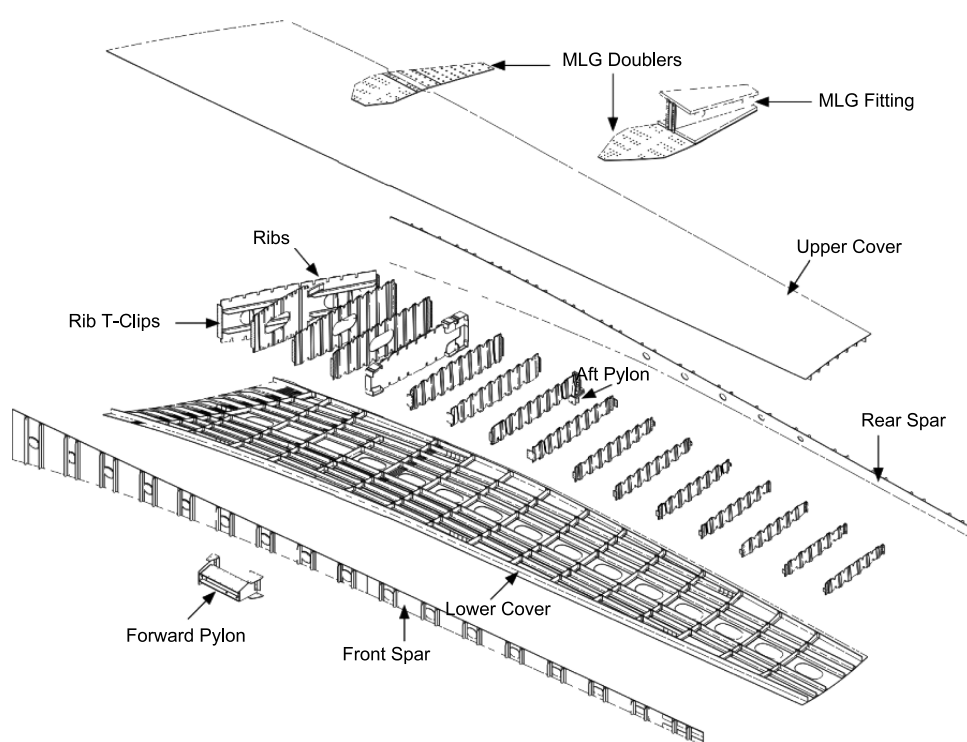 MLG Doublers
MLG Fitting
Ribs
Upper Cover
Rib T-Clips
Aft Pylon
Rear Spar
Lower Cover
Forward Pylon
Front Spar